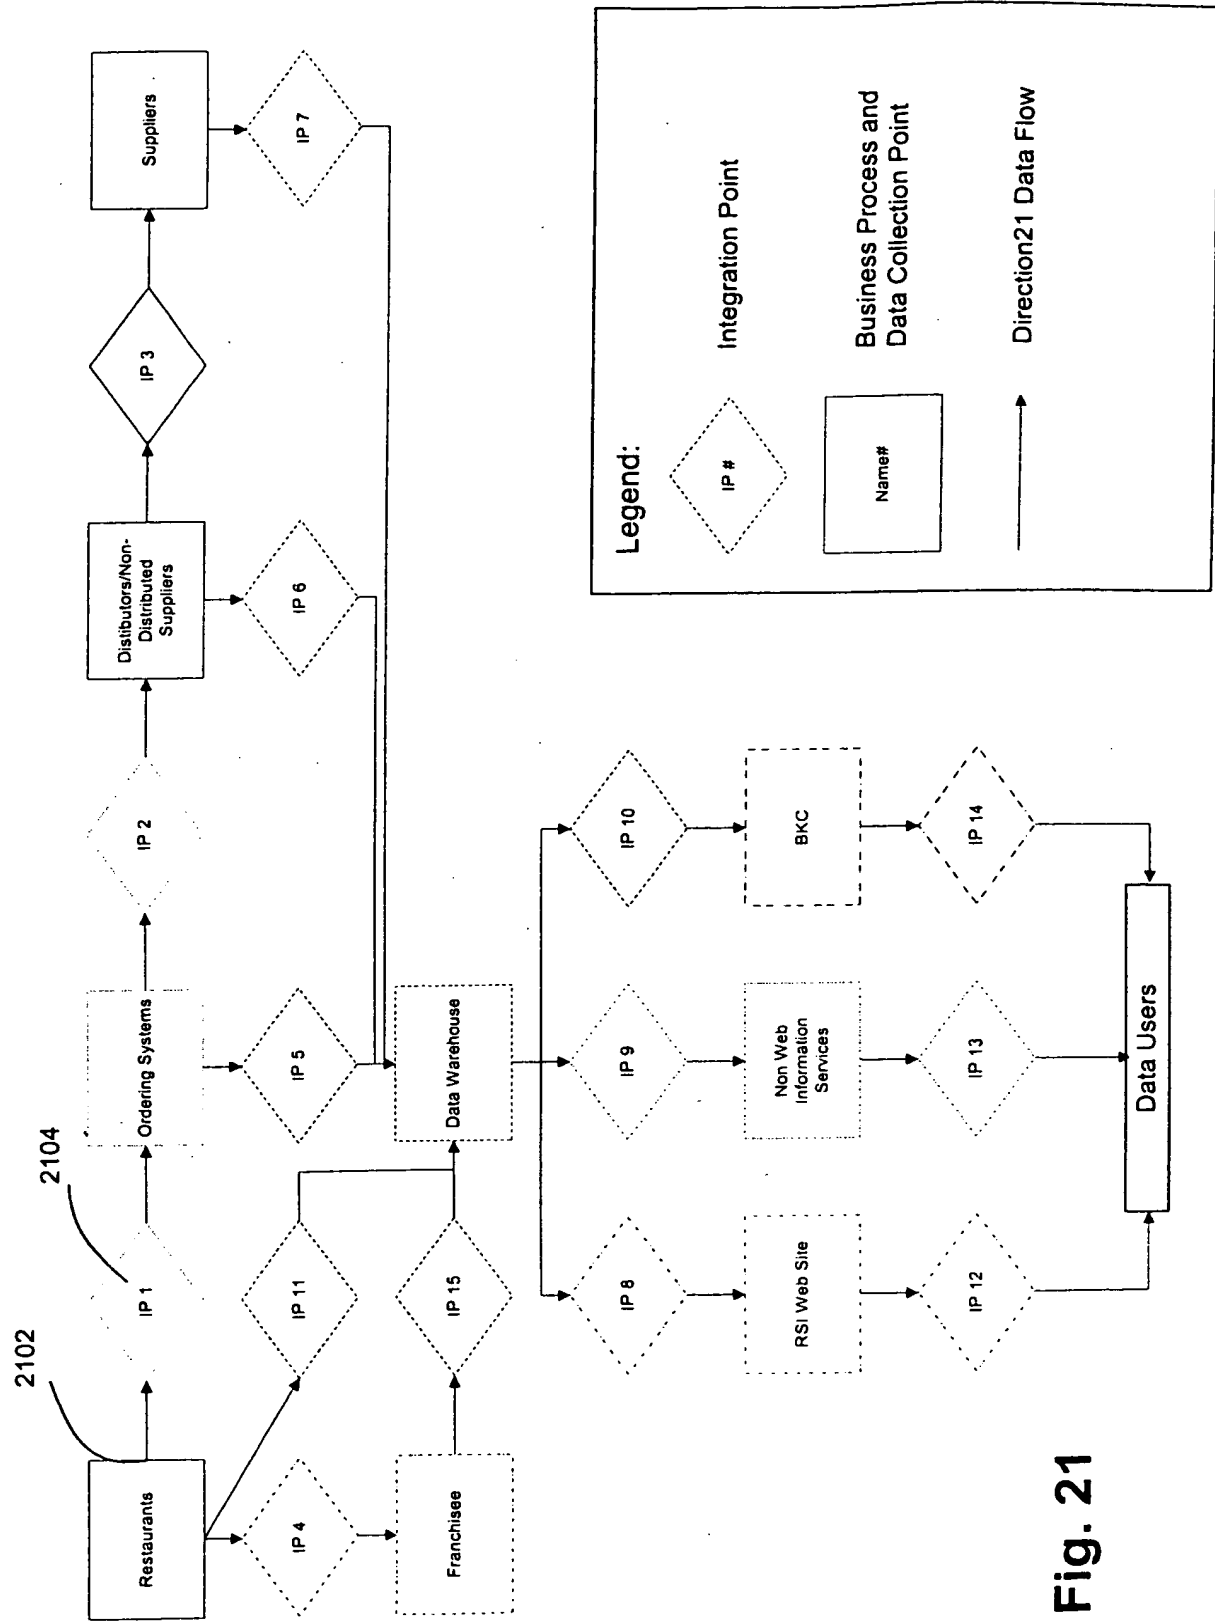 2102
2104
Restaurants
IP 1
Ordering Systems
IP 2
Distibutors/Non-
Distributed
Suppliers
IP 3
Suppliers
IP 4
IP 11
IP 5
IP 6
IP 7
Franchisee
IP 15
Data Warehouse
IP 8
IP 9
IP 10
RSI Web Site
Non Web
Information
Services
BKC
IP 12
IP 13
IP 14
Data Users
Legend:
IP #
Integration Point
Name#
Business Process and
Data Collection Point
Direction21 Data Flow
Fig. 21